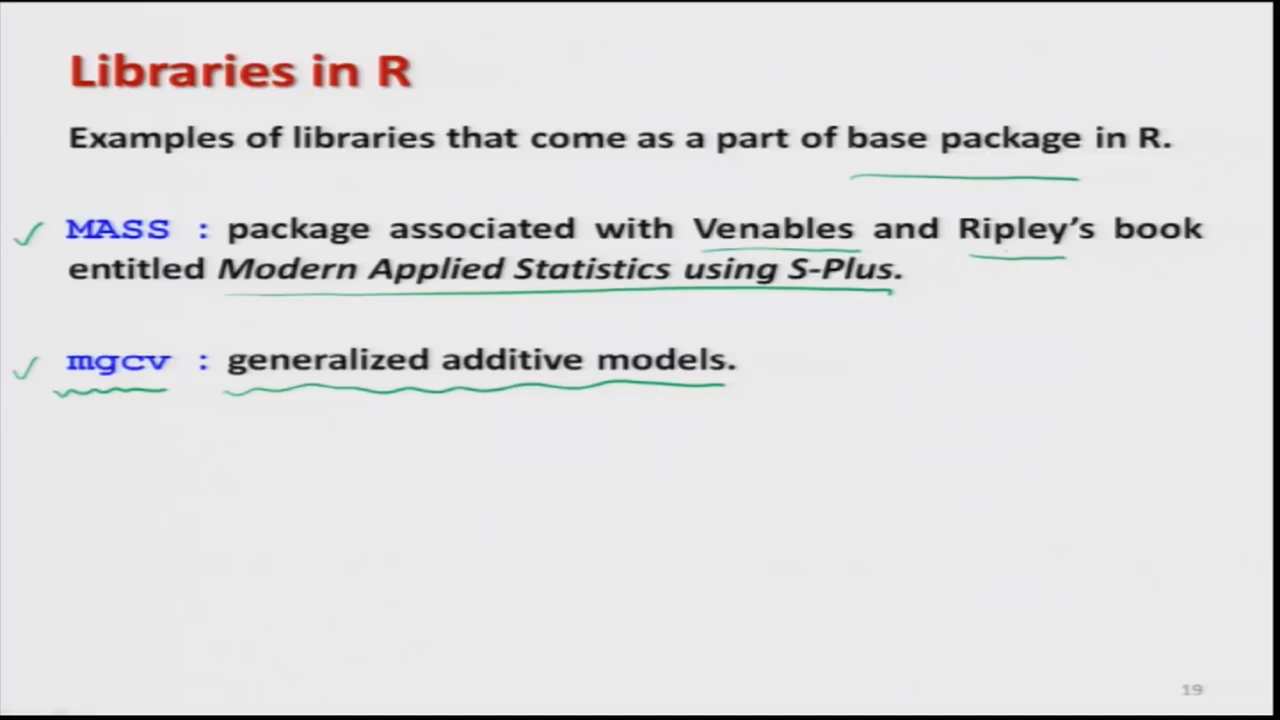 Libraries in R
Examples of libraries that come as a part of base package in R.
MASS : package associated with Venables and Ripley's book
entitled Modern Applied Statistics using S-Plus.
mgcv : generalized additive models.
19